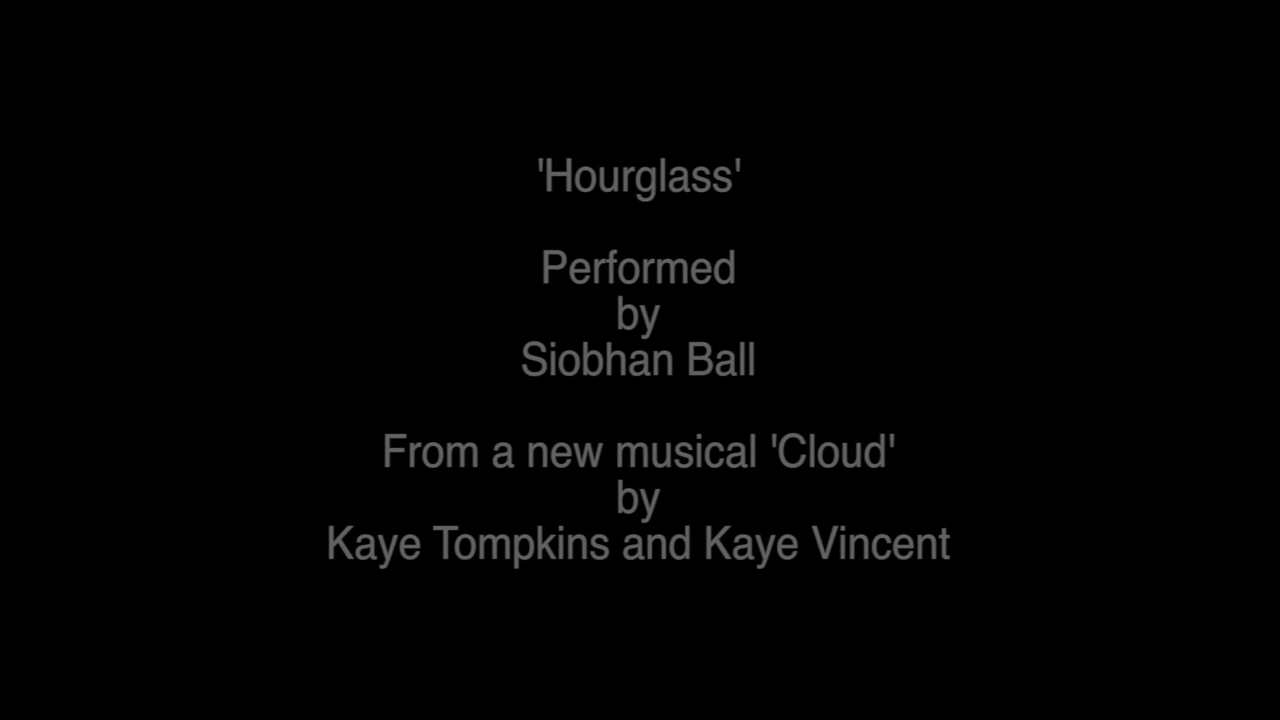 'Hourglass'
Performed
by
Siobhan Ball
From a new musical 'Cloud'
by
Kaye Tompkins and Kaye Vincent